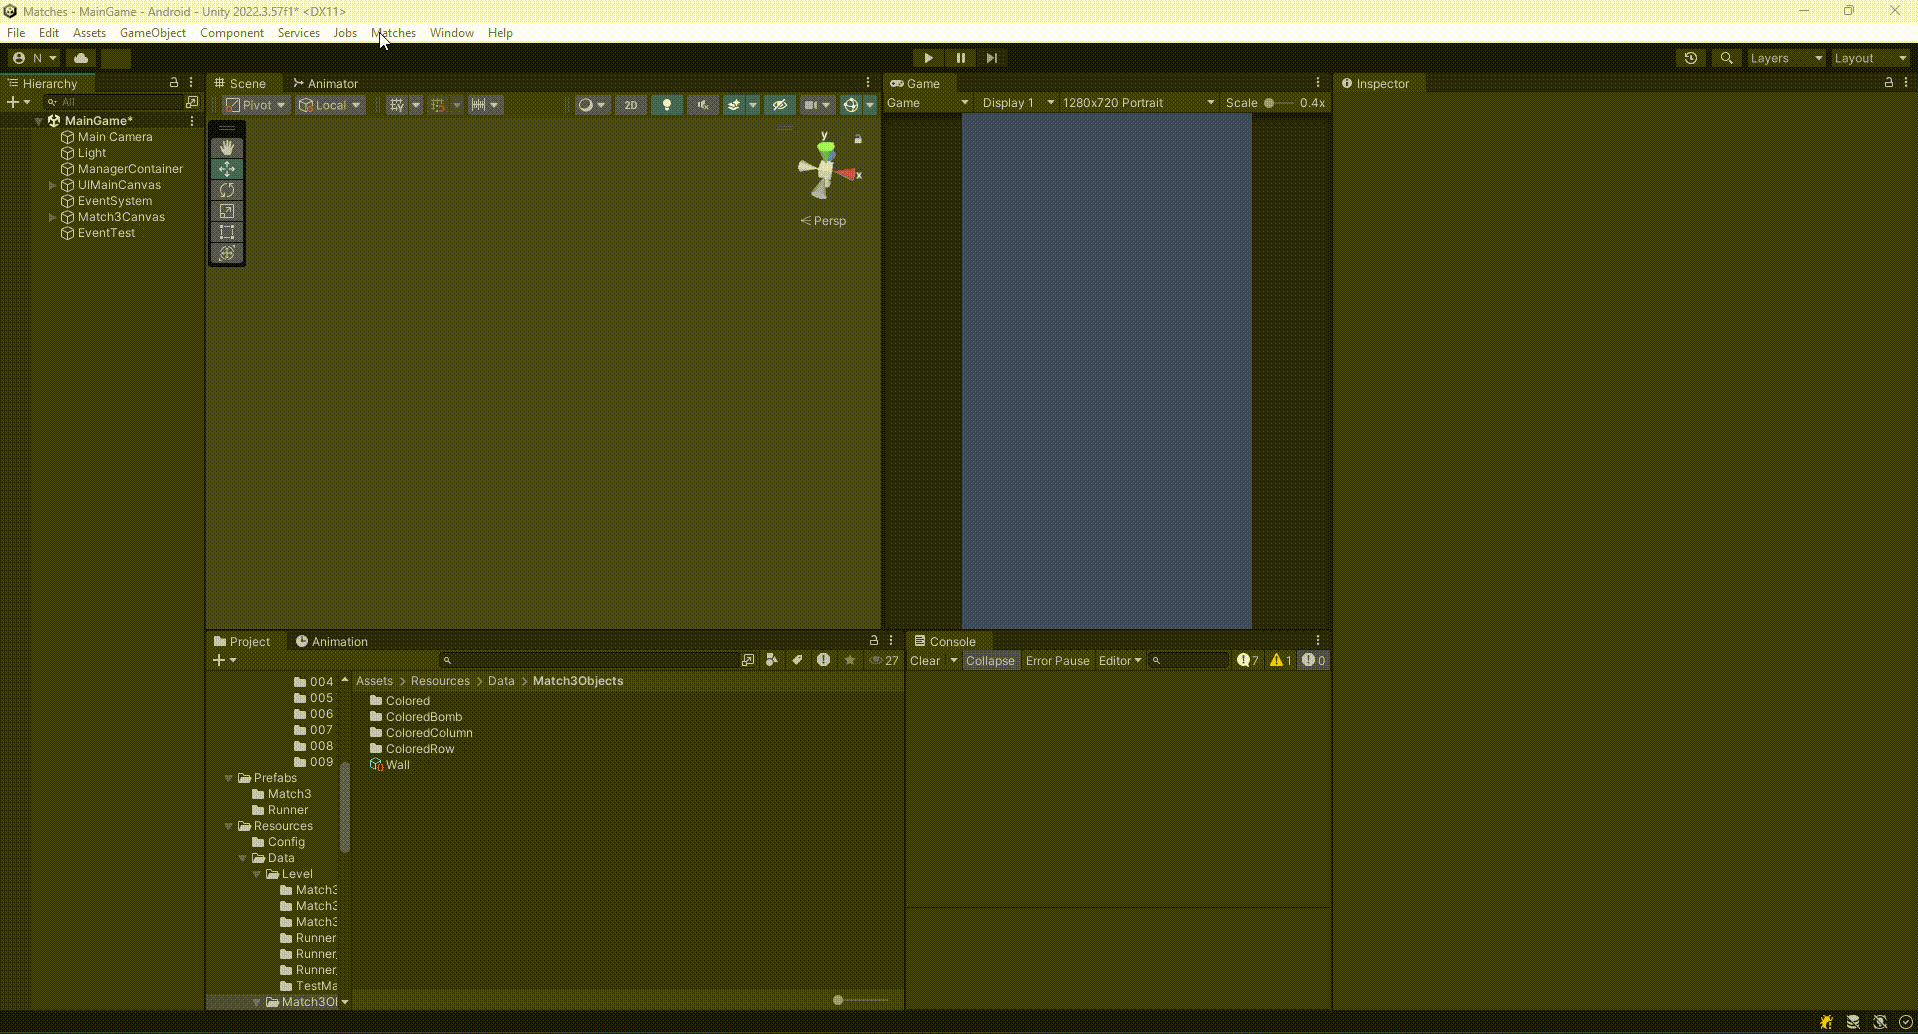 Matches - MainGame - Android - Unity 2022.3.57f1* <DX11>
File Edit Assets GameObject Component Services Jobs Matches Window Help
N Layers Layout
Hierarchy
All
MainGame*
Main Camera
Light
ManagerContainer
UIMainCanvas
EventSystem
Match3Canvas
EventTest
Scene Animator
Pivot Local 2D
y
x
Persp
Game
Game Display 1 1280x720 Portrait Scale 0.4x
Inspector
Project Animation
27
004
005
006
007
008
009
Prefabs
Match3
Runner
Resources
Config
Data
Level
Match3
Match3
Match3
Runner
Runner
Runner
TestMa
Match3O
Assets > Resources > Data > Match3Objects
Colored
ColoredBomb
ColoredColumn
ColoredRow
Wall
Console
Clear Collapse Error Pause Editor 7 1 0